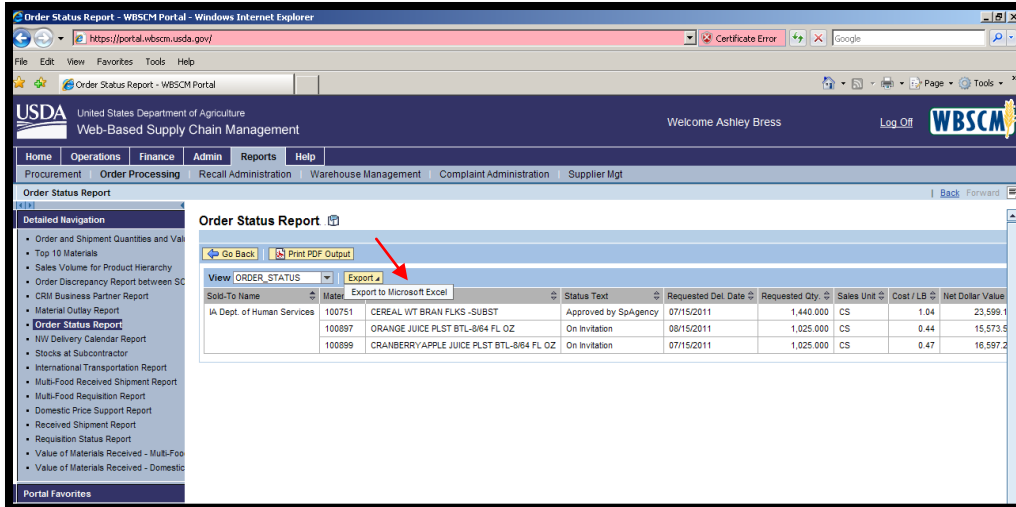 Order Status Report - WBSCM Portal - Windows Internet Explorer
https://portal.wbscm.usda.gov/ Certificate Error Google
File Edit View Favorites Tools Help
Order Status Report - WBSCM Portal Page Tools
USDA United States Department of Agriculture
Web-Based Supply Chain Management Welcome Ashley Bress Log Off WBSCM
Home Operations Finance Admin Reports Help
Procurement Order Processing Recall Administration Warehouse Management Complaint Administration Supplier Mgt
Order Status Report Back Forward
Detailed Navigation
Order and Shipment Quantities and Val
Top 10 Materials
Sales Volume for Product Hierarchy
Order Discrepancy Report between SC
CRM Business Partner Report
Material Outlay Report
Order Status Report
NW Delivery Calendar Report
Stocks at Subcontractor
International Transportation Report
Multi-Food Received Shipment Report
Multi-Food Requisition Report
Domestic Price Support Report
Received Shipment Report
Requisition Status Report
Value of Materials Received - Multi-Foo
Value of Materials Received - Domestic
Portal Favorites
Order Status Report
Go Back Print PDF Output
View ORDER_STATUS Export
Export to Microsoft Excel
Sold-To Name Mater Status Text Requested Del. Date Requested Qty. Sales Unit Cost / LB Net Dollar Value
IA Dept. of Human Services 100751 CEREAL WT BRAN FLKS -SUBST Approved by SpAgency 07/15/2011 1,440.000 CS 1.04 23,599.1
100897 ORANGE JUICE PLST BTL-8/64 FL OZ On Invitation 08/15/2011 1,025.000 CS 0.44 15,573.5
100899 CRANBERRYAPPLE JUICE PLST BTL-8/64 FL OZ On Invitation 07/15/2011 1,025.000 CS 0.47 16,597.2